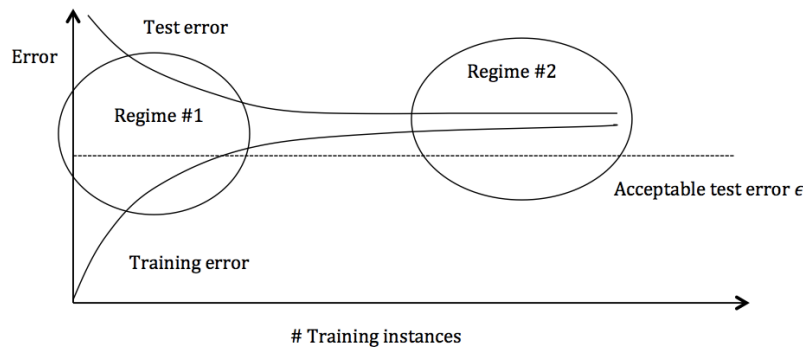 Test error
Error
Regime #2
Regime #1
Acceptable test error ϵ
Training error
# Training instances